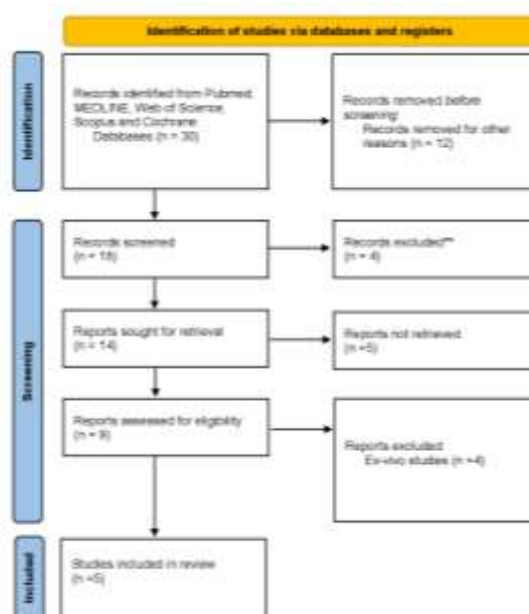 Identification of studies via databases and registers
Identification
Records identified from Pubmed,
MEDLINE, Web of Science,
Scopus and Cochrane:
Databases (n = 30)
Records removed before
screening:
Records removed for other
reasons (n = 12)
Screening
Records screened
(n = 18)
Records excluded**
(n = 4)
Reports sought for retrieval
(n = 14)
Reports not retrieved
(n =5)
Reports assessed for eligibility
(n = 9)
Reports excluded:
Ex-vivo studies (n =4)
Included
Studies included in review
(n =5)